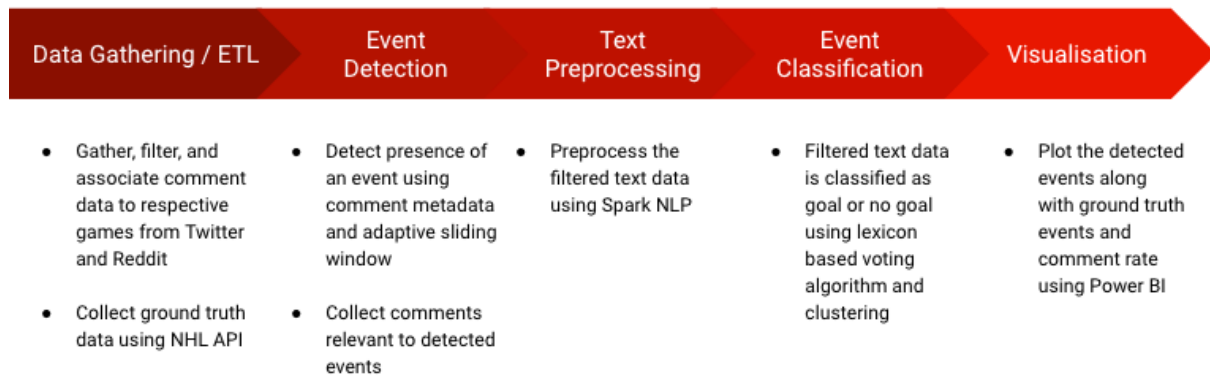 Data Gathering / ETL
Event
Detection
Text
Preprocessing
Event
Classification
Visualisation
● Gather, filter, and
associate comment
data to respective
games from Twitter
and Reddit
● Collect ground truth
data using NHL API
● Detect presence of
an event using
comment metadata
and adaptive sliding
window
● Collect comments
relevant to detected
events
● Preprocess the
filtered text data
using Spark NLP
● Filtered text data
is classified as
goal or no goal
using lexicon
based voting
algorithm and
clustering
● Plot the detected
events along
with ground truth
events and
comment rate
using Power BI